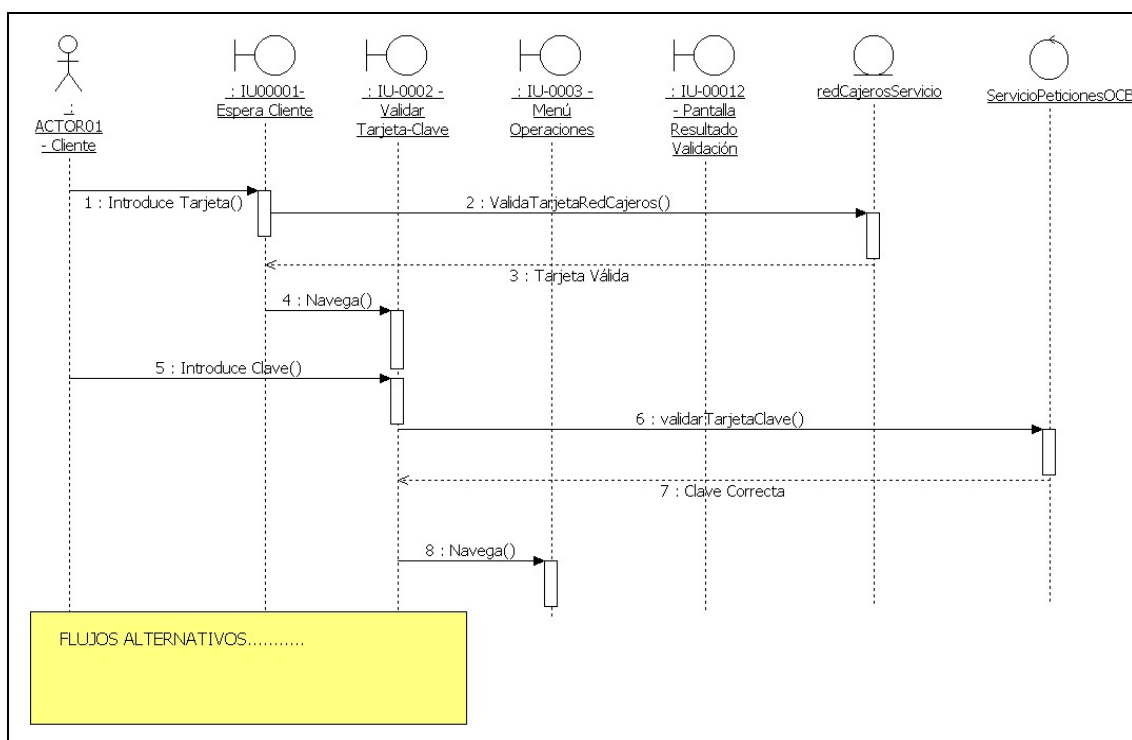 :
ACTOR01
- Cliente
: IU00001-
Espera Cliente
: IU-0002 -
Validar
Tarjeta-Clave
: IU-0003 -
Menú
Operaciones
: IU-00012
- Pantalla
Resultado
Validación
redCajerosServicio
ServicioPeticionesOCB
1 : Introduce Tarjeta()
2 : ValidaTarjetaRedCajeros()
3 : Tarjeta Válida
4 : Navega()
5 : Introduce Clave()
6 : validarTarjetaClave()
7 : Clave Correcta
8 : Navega()
FLUJOS ALTERNATIVOS...........